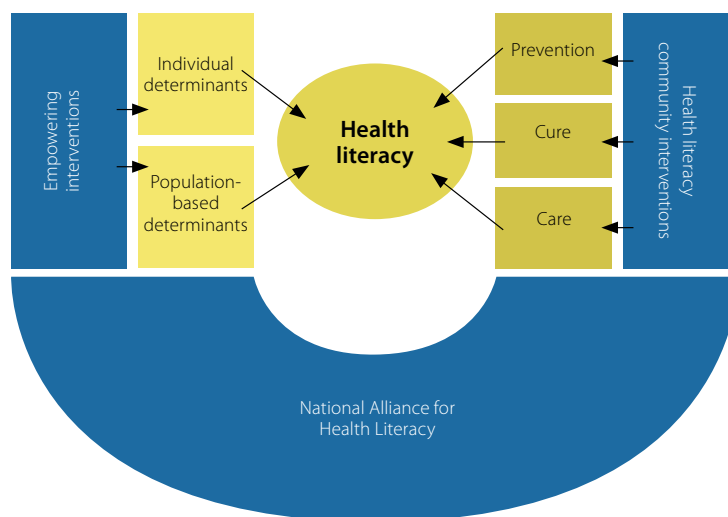 Empowering
interventions
Individual
determinants
Population-
based
determinants
Health
literacy
Prevention
Cure
Care
Health literacy
community interventions
National Alliance for
Health Literacy